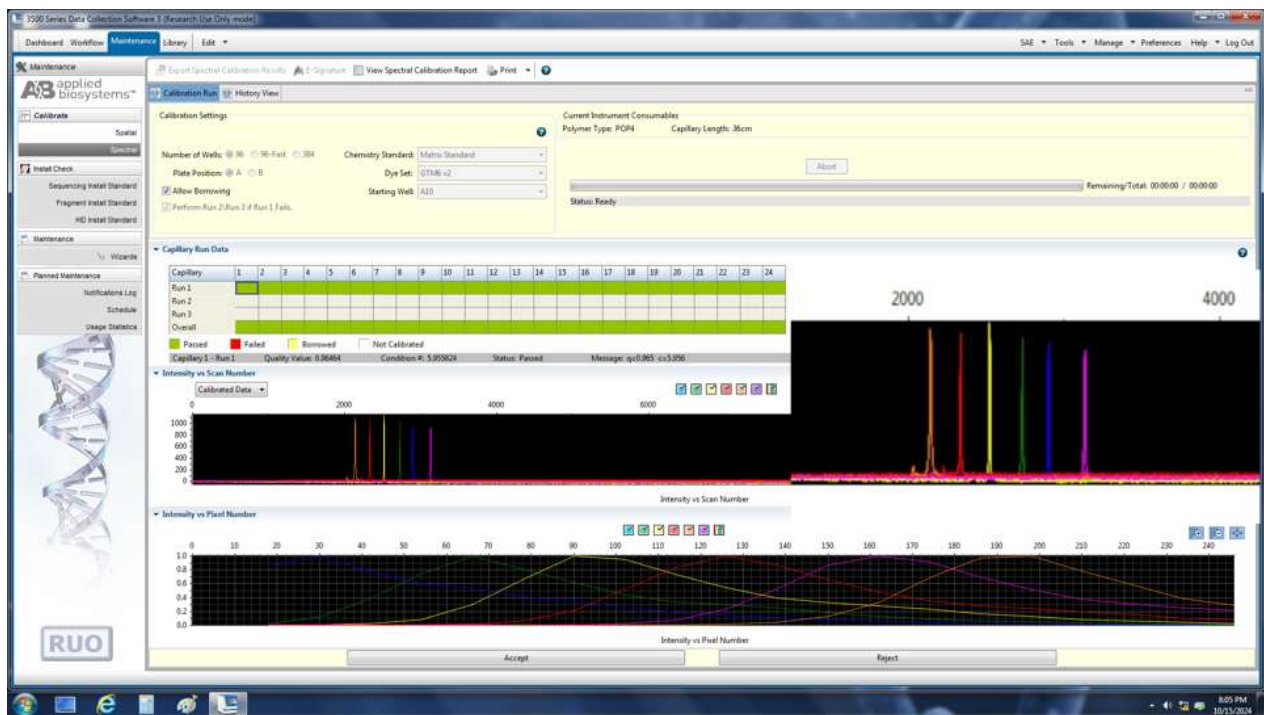 3500 Series Data Collection Software 3 (Research Use Only mode)
Dashboard Workflow Maintenance Library Edit SAE Tools Manage Preferences Help Log Out
Maintenance
Export Spectral Calibration Results E-Signature View Spectral Calibration Report Print
applied biosystems™
Calibration Run History View
Calibrate
Spatial
Spectral
Install Check
Sequencing Install Standard
Fragment Install Standard
HID Install Standard
Maintenance
Wizards
Planned Maintenance
Notifications Log
Schedule
Usage Statistics
RUO
Calibration Settings
Number of Wells: 96 96-Fast 384 Chemistry Standard: Matrix Standard
Plate Position: A B Dye Set: GTM6 v2
Allow Borrowing Starting Well: A10
Perform Run 2\Run 3 if Run 1 Fails.
Current Instrument Consumables
Polymer Type: POP4 Capillary Length: 36cm
Abort
Remaining/Total: 00:00:00 / 00:00:00
Status: Ready
Capillary Run Data
Capillary 1 2 3 4 5 6 7 8 9 10 11 12 13 14 15 16 17 18 19 20 21 22 23 24
Run 1
Run 2
Run 3
Overall
Passed Failed Borrowed Not Calibrated
Capillary 1 - Run 1 Quality Value: 0.96464 Condition #: 5.955824 Status: Passed Message: q=0.965 c=5.956
2000 4000
Intensity vs Scan Number
Calibrated Data
0 2000 4000 6000
1000
800
600
400
200
0
Intensity vs Scan Number
Intensity vs Pixel Number
0 10 20 30 40 50 60 70 80 90 100 110 120 130 140 150 160 170 180 190 200 210 220 230 240
1.0
0.8
0.6
0.4
0.2
0.0
Intensity vs Pixel Number
Accept Reject
8:05 PM
10/15/2024